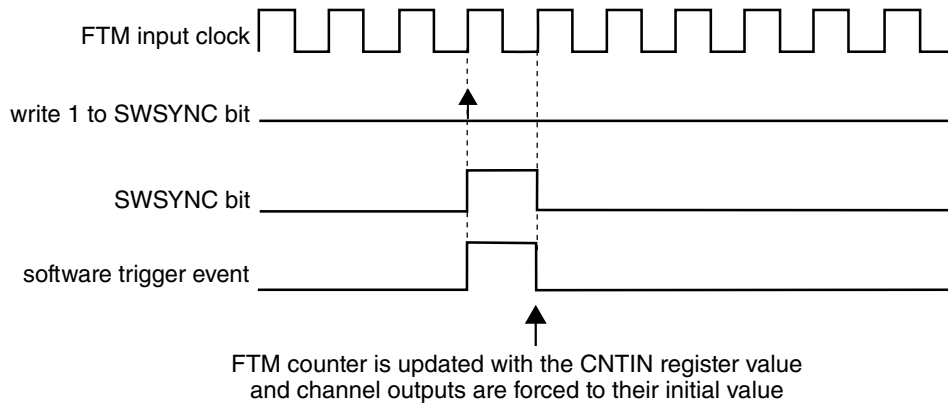 FTM input clock
write 1 to SWSYNC bit
SWSYNC bit
software trigger event
FTM counter is updated with the CNTIN register value
and channel outputs are forced to their initial value